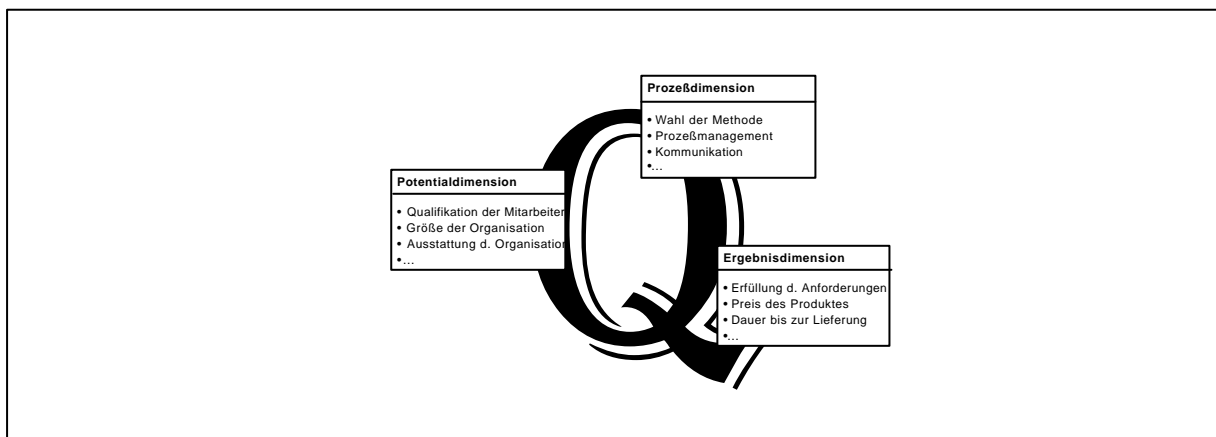 Prozeßdimension
• Wahl der Methode
• Prozeßmanagement
• Kommunikation
•...
Potentialdimension
• Qualifikation der Mitarbeiter
• Größe der Organisation
• Ausstattung d. Organisation
•...
Q
Ergebnisdimension
• Erfüllung d. Anforderungen
• Preis des Produktes
• Dauer bis zur Lieferung
•...